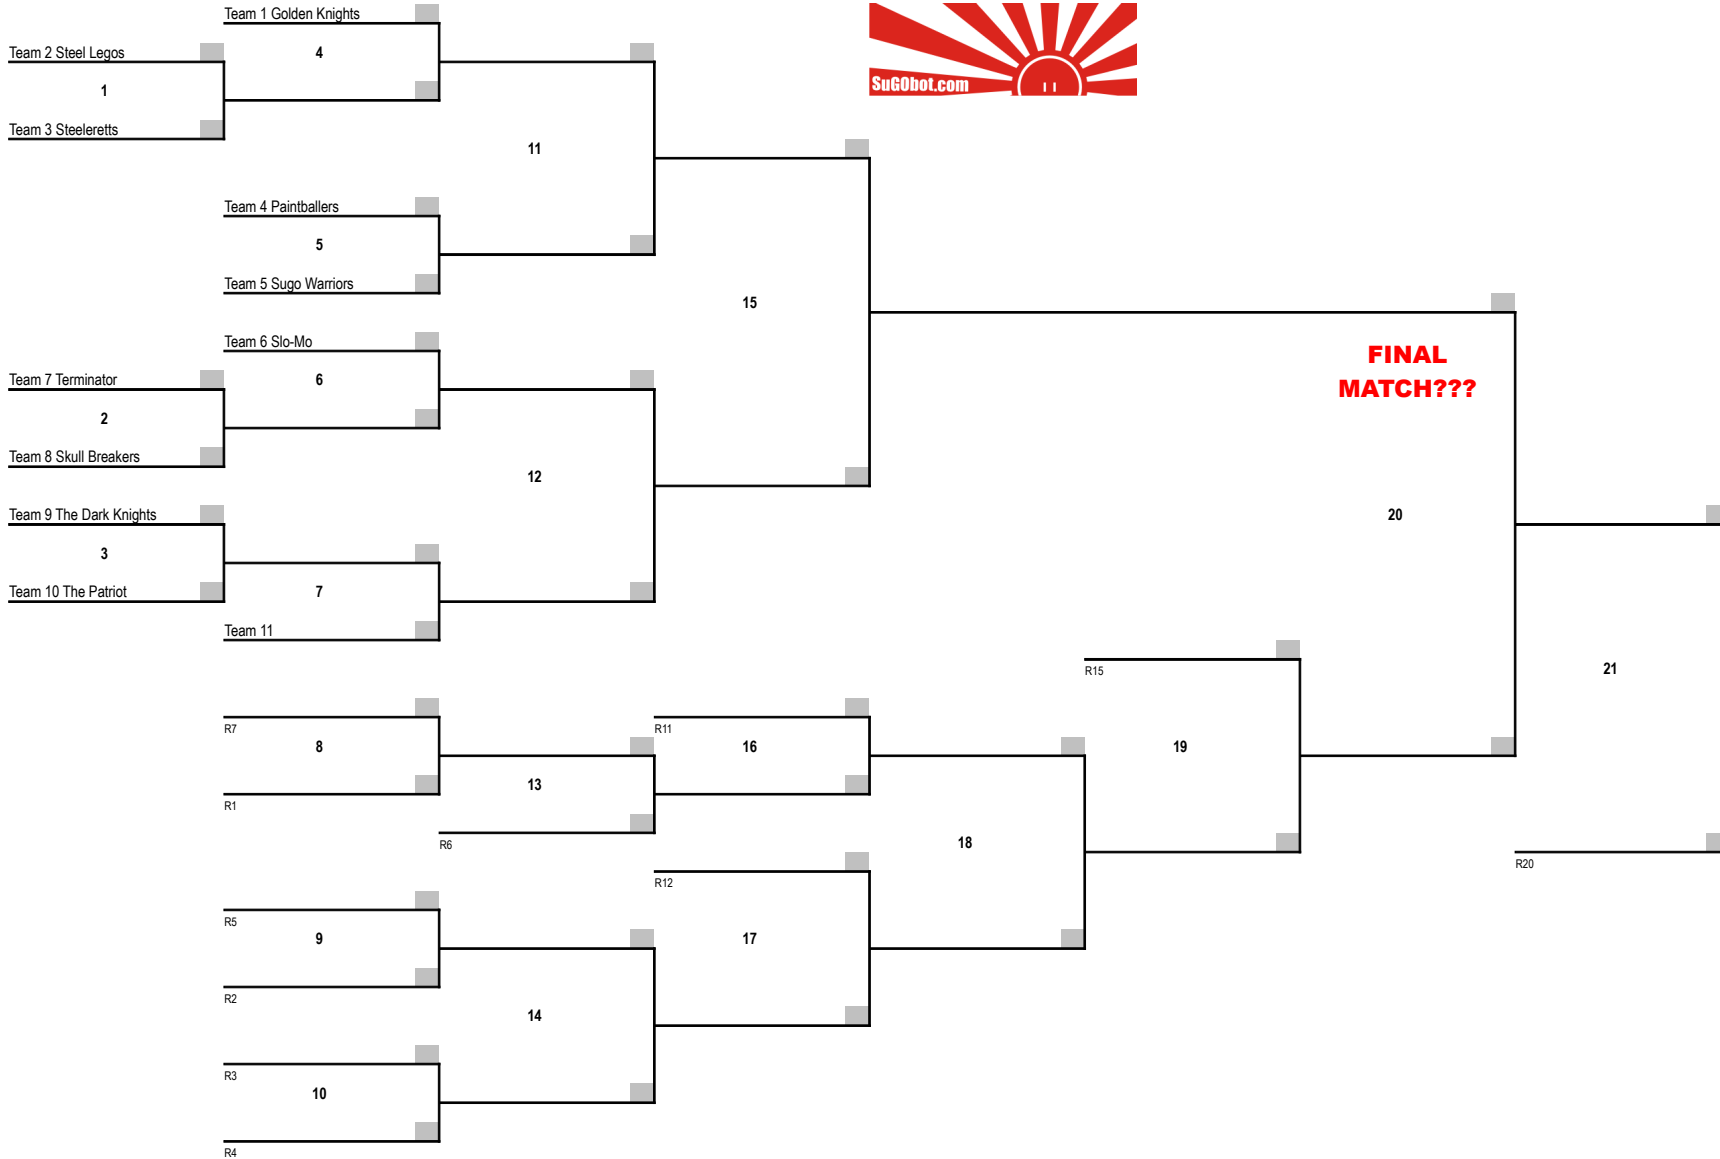 Team 1 Golden Knights
Team 2 Steel Legos
4
SuGObot.com
1
Team 3 Steeleretts
11
Team 4 Paintballers
5
Team 5 Sugo Warriors
15
Team 6 Slo-Mo
FINAL
MATCH???
Team 7 Terminator
6
2
Team 8 Skull Breakers
12
Team 9 The Dark Knights
20
3
Team 10 The Patriot
7
Team 11
R15
21
R7
R11
8
16
19
13
R1
R6
18
R20
R12
R5
9
17
R2
14
R3
10
R4